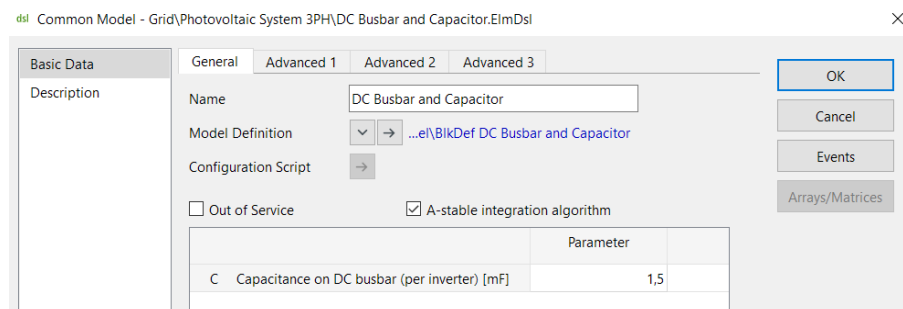 dsl Common Model - Grid\Photovoltaic System 3PH\DC Busbar and Capacitor.ElmDsl
Basic Data
Description
General Advanced 1 Advanced 2 Advanced 3
Name DC Busbar and Capacitor
Model Definition ...el\BlkDef DC Busbar and Capacitor
Configuration Script
Out of Service A-stable integration algorithm
Parameter
C Capacitance on DC busbar (per inverter) [mF] 1,5
OK
Cancel
Events
Arrays/Matrices